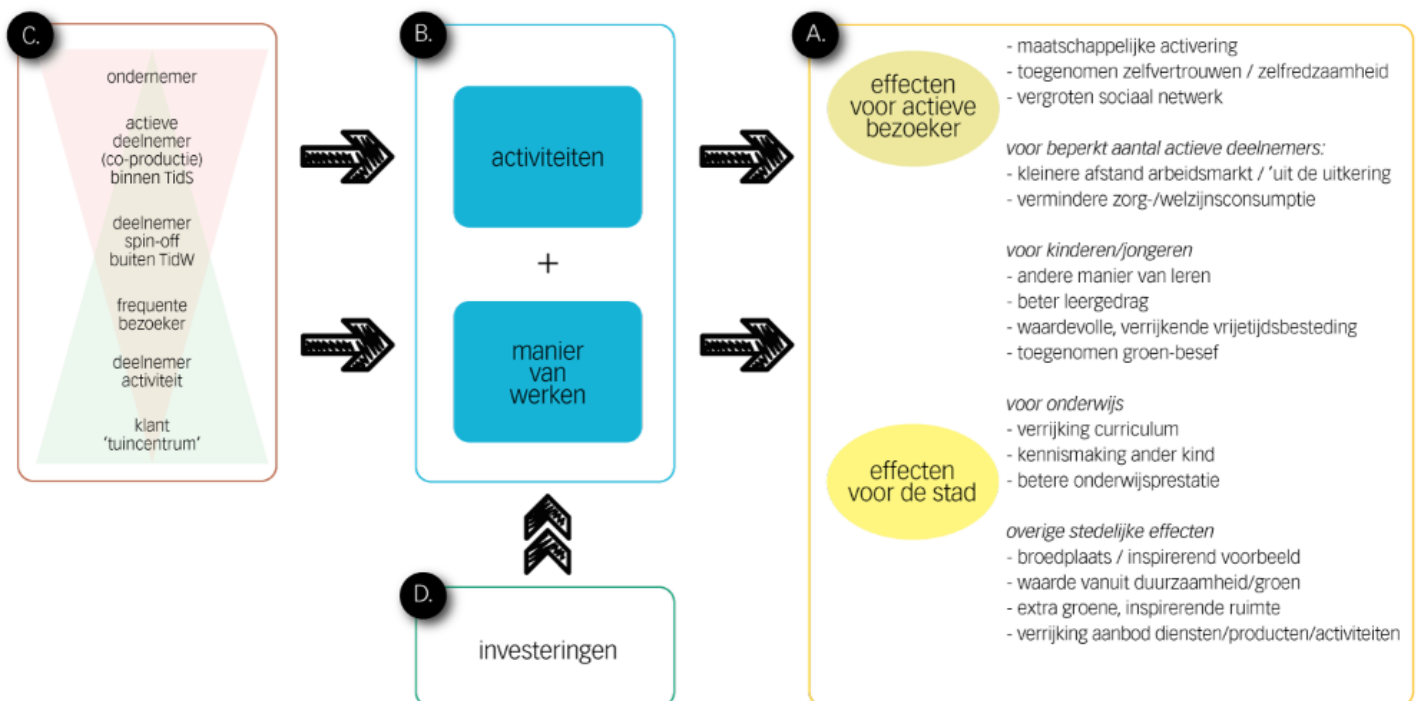 C.
ondernemer
actieve
deelnemer
(co-productie)
binnen TidS
deelnemer
spin-off
buiten TidW
frequente
bezoeker
deelnemer
activiteit
klant
'tuincentrum'
B.
activiteiten
+
manier
van
werken
D.
investeringen
A.
effecten
voor actieve
bezoeker
- maatschappelijke activering
- toegenomen zelfvertrouwen / zelfredzaamheid
- vergroten sociaal netwerk
voor beperkt aantal actieve deelnemers:
- kleinere afstand arbeidsmarkt / 'uit de uitkering
- vermindere zorg-/welzijnsconsumptie
voor kinderen/jongeren
- andere manier van leren
- beter leergedrag
- waardevolle, verrijkende vrijetijdsbesteding
- toegenomen groen-besef
effecten
voor de stad
voor onderwijs
- verrijking curriculum
- kennismaking ander kind
- betere onderwijsprestatie
overige stedelijke effecten
- broedplaats / inspirerend voorbeeld
- waarde vanuit duurzaamheid/groen
- extra groene, inspirerende ruimte
- verrijking aanbod diensten/producten/activiteiten